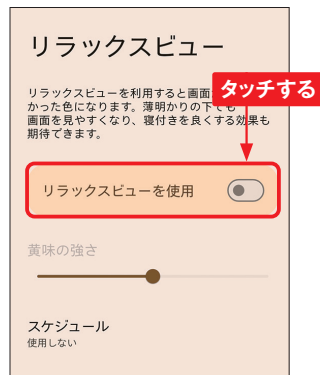 リラックスビュー
リラックスビューを利用すると画面
タッチする
かった色になります。薄明かりの下でも
画面を見やすくなり、寝付きを良くする効果も
期待できます。
リラックスビューを使用
黄味の強さ
スケジュール
使用しない